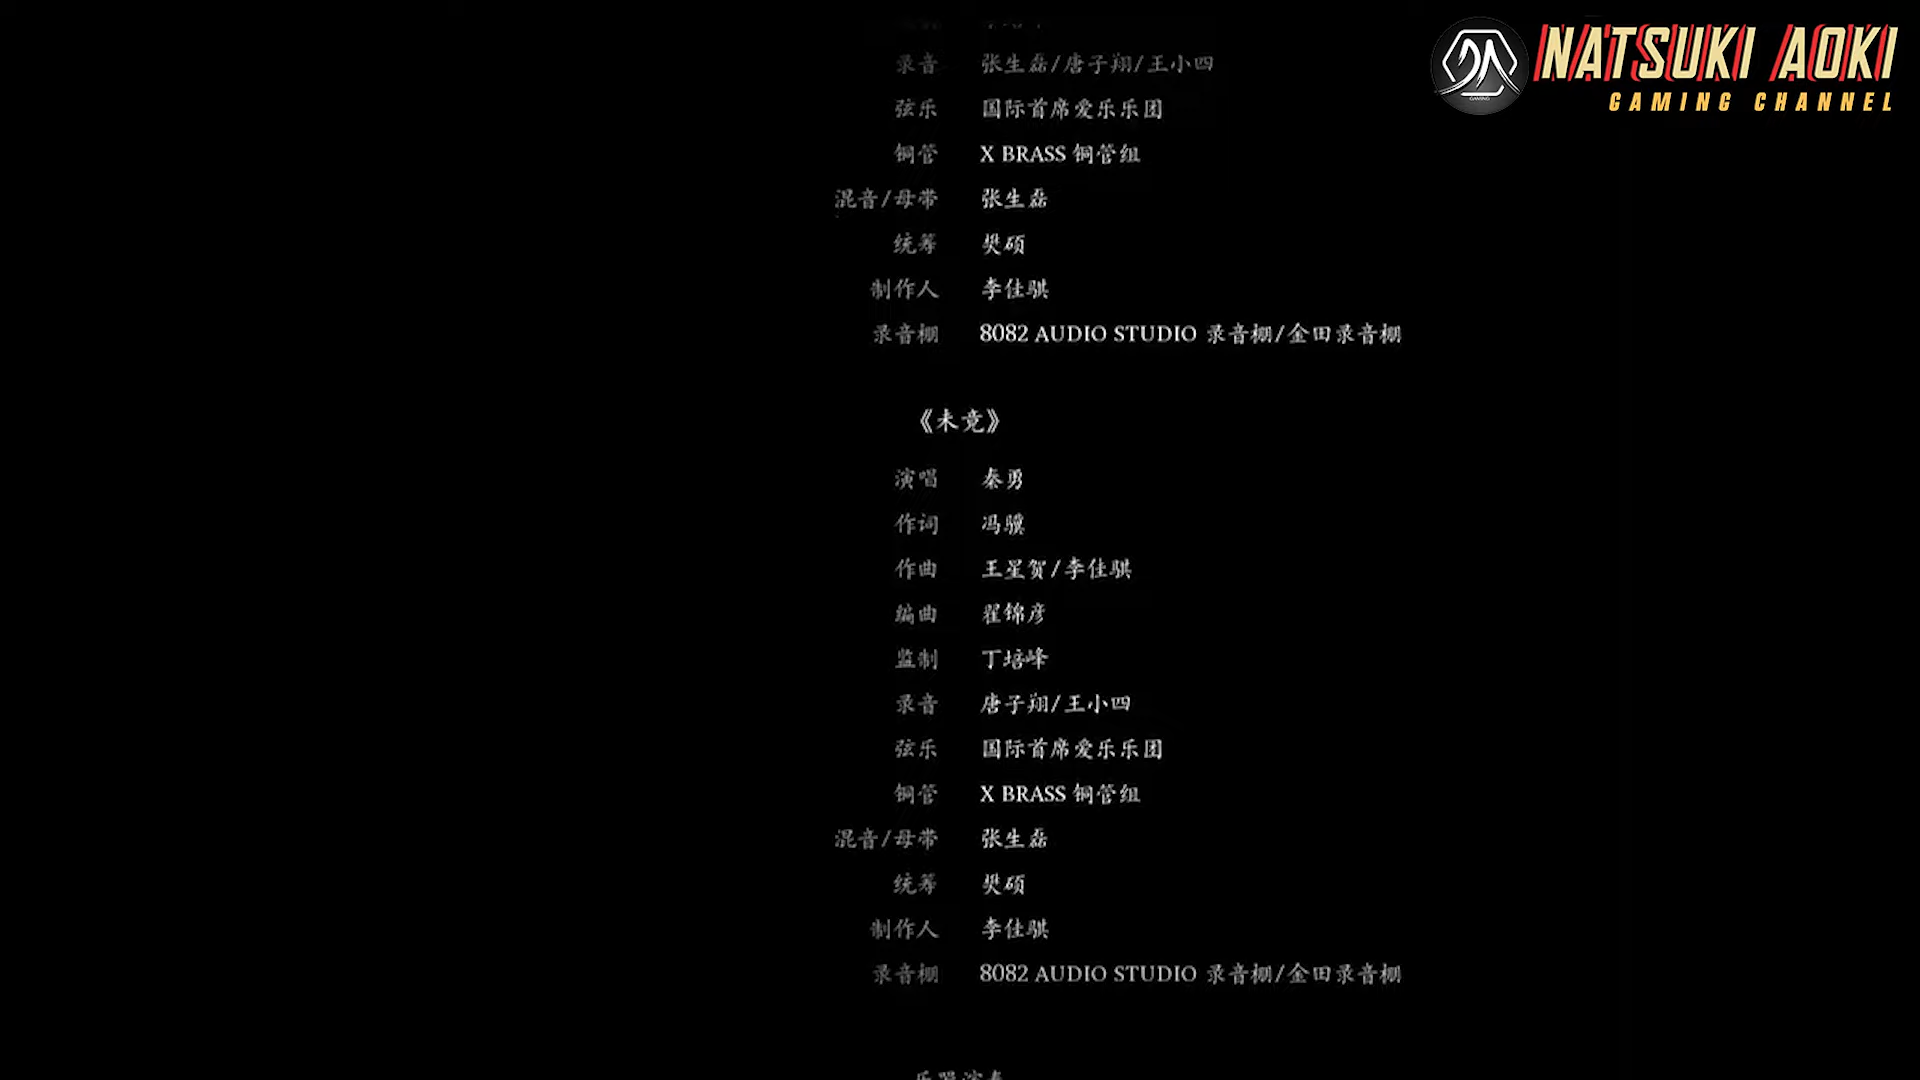 NATSUKI AOKI
GAMING CHANNEL
录音 张生磊/唐子翔/王小四
弦乐 国际首席爱乐乐团
铜管 X BRASS 铜管组
混音/母带 张生磊
统筹 樊硕
制作人 李佳骐
录音棚 8082 AUDIO STUDIO 录音棚/金田录音棚
《未竟》
演唱 秦勇
作词 冯骥
作曲 王星贺/李佳骐
编曲 翟锦彦
监制 丁培峰
录音 唐子翔/王小四
弦乐 国际首席爱乐乐团
铜管 X BRASS 铜管组
混音/母带 张生磊
统筹 樊硕
制作人 李佳骐
录音棚 8082 AUDIO STUDIO 录音棚/金田录音棚